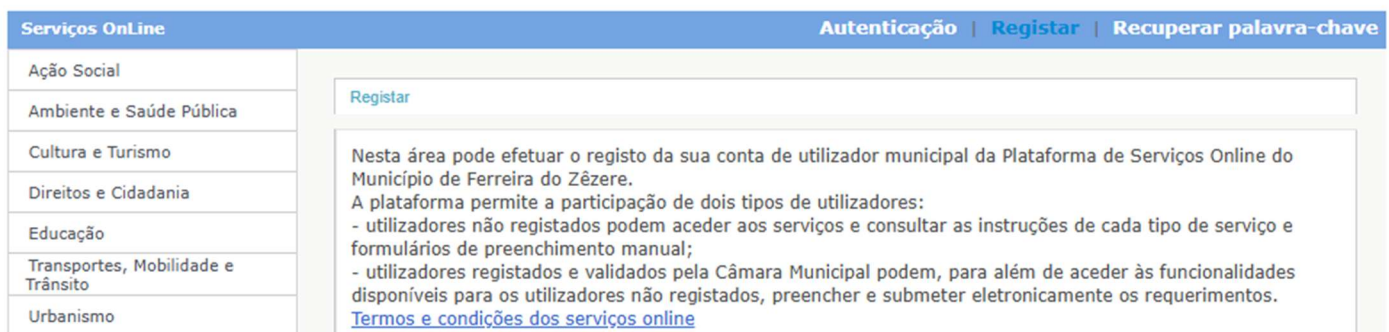 Serviços OnLine
Autenticação | Registar | Recuperar palavra-chave
Ação Social
Ambiente e Saúde Pública
Cultura e Turismo
Direitos e Cidadania
Educação
Transportes, Mobilidade e
Trânsito
Urbanismo
Registar
Nesta área pode efetuar o registo da sua conta de utilizador municipal da Plataforma de Serviços Online do
Município de Ferreira do Zêzere.
A plataforma permite a participação de dois tipos de utilizadores:
- utilizadores não registados podem aceder aos serviços e consultar as instruções de cada tipo de serviço e
formulários de preenchimento manual;
- utilizadores registados e validados pela Câmara Municipal podem, para além de aceder às funcionalidades
disponíveis para os utilizadores não registados, preencher e submeter eletronicamente os requerimentos.
Termos e condições dos serviços online